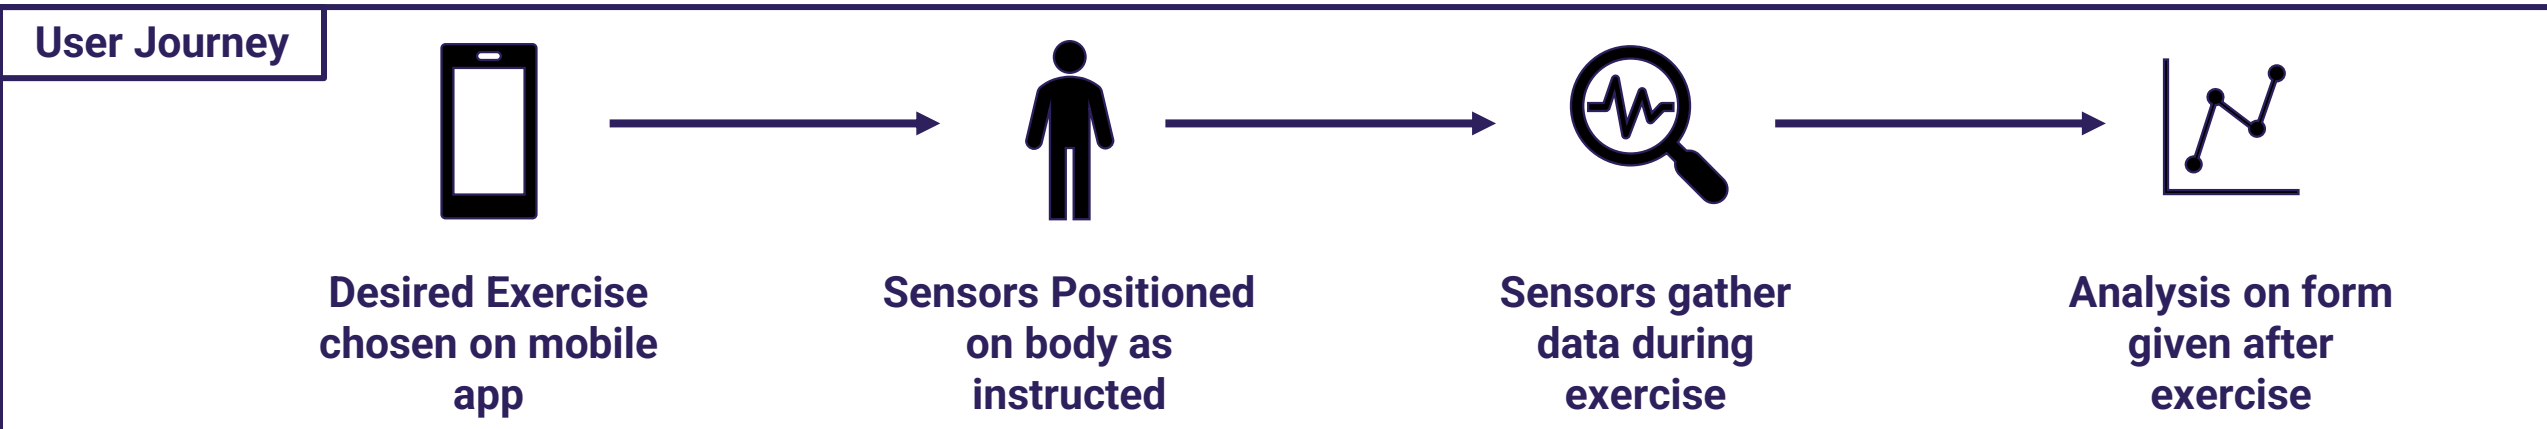 User Journey
Desired Exercise
chosen on mobile
app
Sensors Positioned
on body as
instructed
Sensors gather
data during
exercise
Analysis on form
given after
exercise